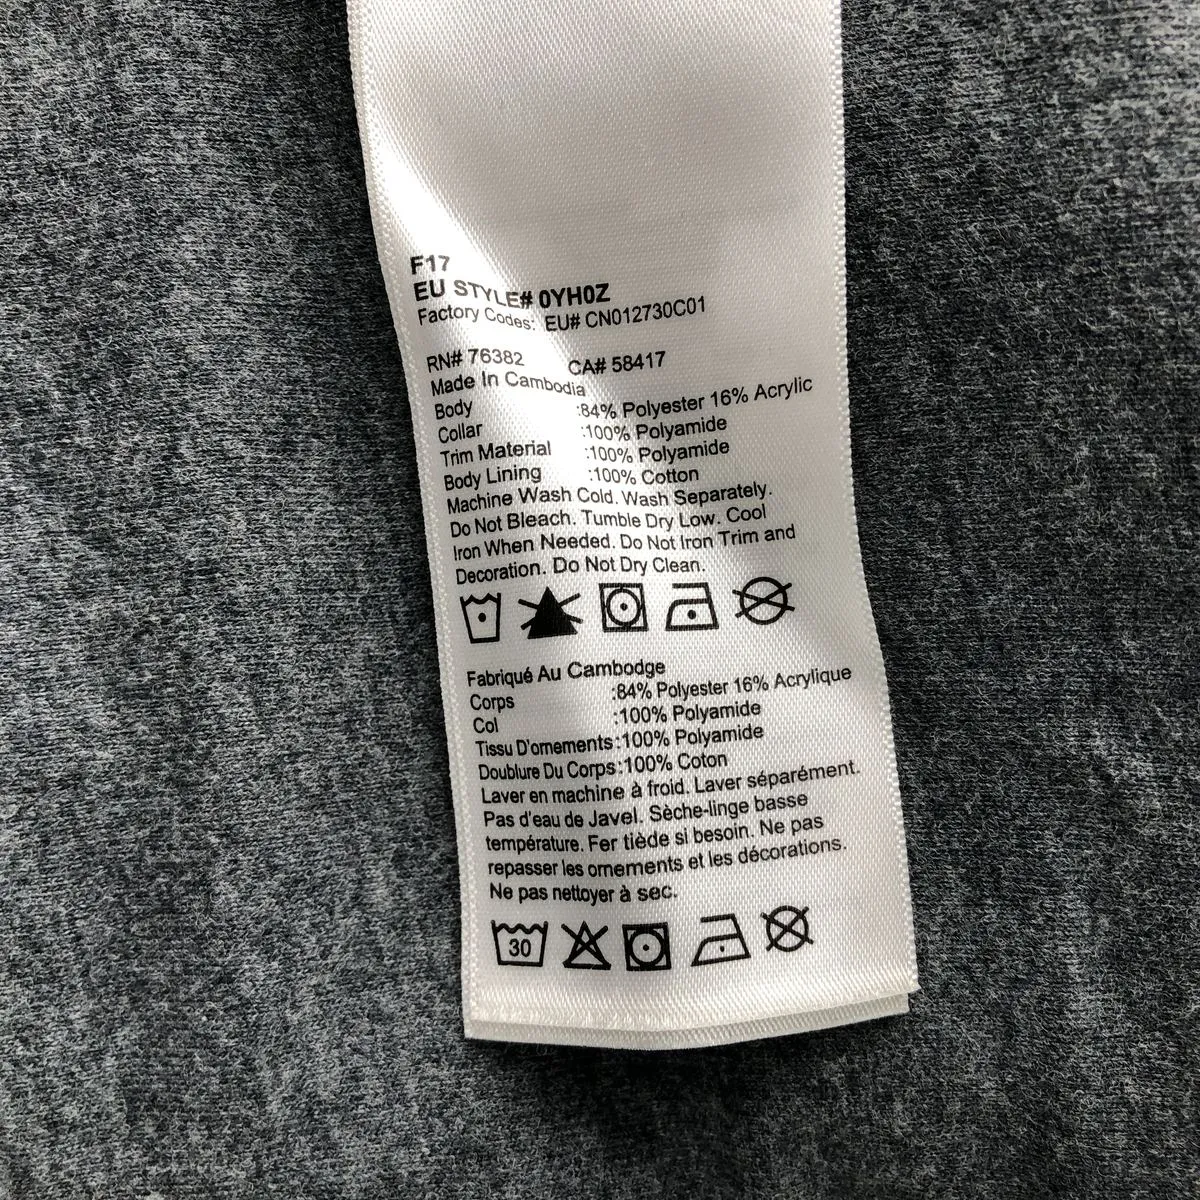 F17
EU STYLE# 0YH0Z
Factory Codes: EU# CN012730C01
RN# 76382 CA# 58417
Made In Cambodia
Body :84% Polyester 16% Acrylic
Collar :100% Polyamide
Trim Material :100% Polyamide
Body Lining :100% Cotton
Machine Wash Cold. Wash Separately.
Do Not Bleach. Tumble Dry Low. Cool
Iron When Needed. Do Not Iron Trim and
Decoration. Do Not Dry Clean.
Fabriqué Au Cambodge
Corps :84% Polyester 16% Acrylique
Col :100% Polyamide
Tissu D'ornements:100% Polyamide
Doublure Du Corps:100% Coton
Laver en machine à froid. Laver séparément.
Pas d'eau de Javel. Sèche-linge basse
température. Fer tiède si besoin. Ne pas
repasser les ornements et les décorations.
Ne pas nettoyer à sec.
30